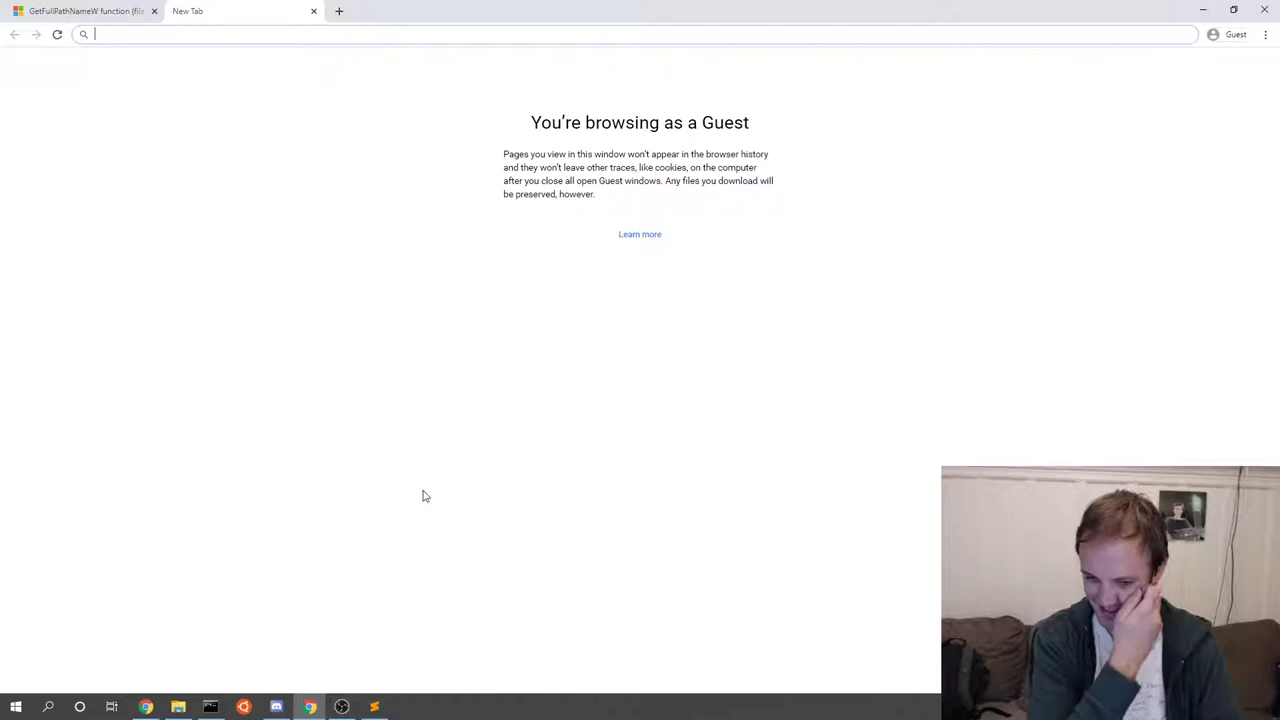 GetFullPathNameW function (file
New Tab
Guest
You're browsing as a Guest
Pages you view in this window won't appear in the browser history
and they won't leave other traces, like cookies, on the computer
after you close all open Guest windows. Any files you download will
be preserved, however.
Learn more